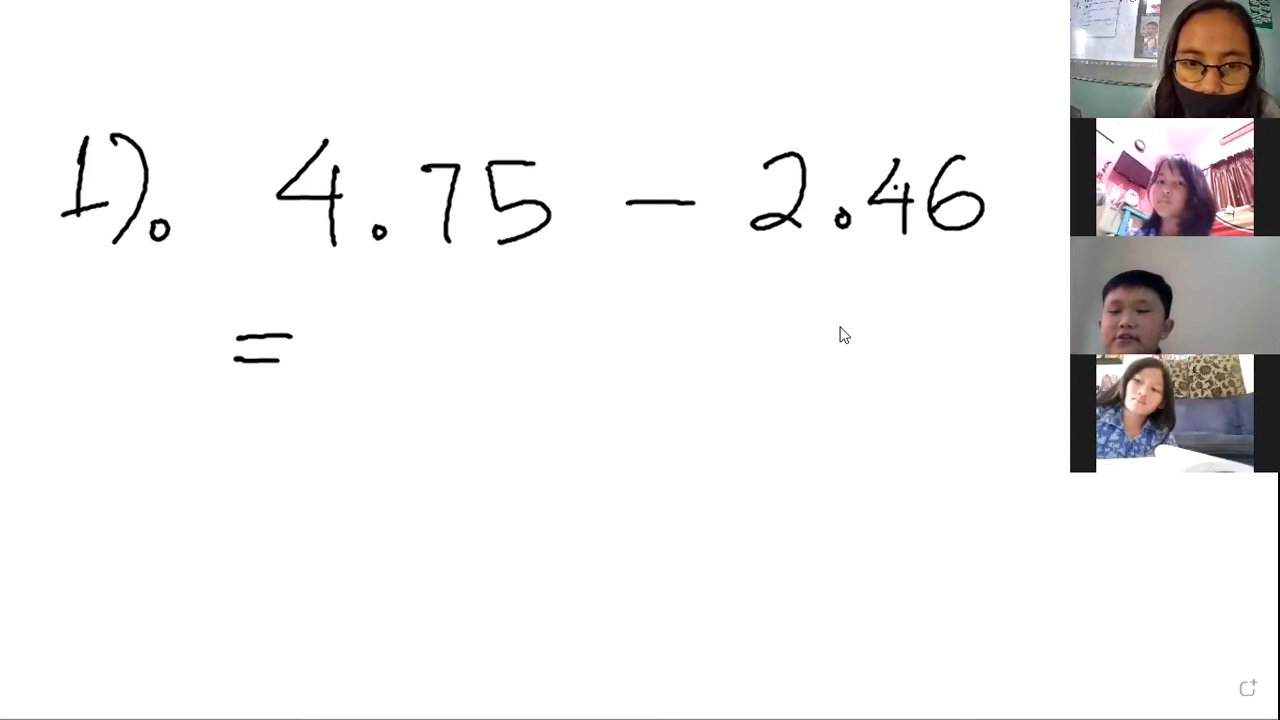 1). 4.75 − 2.46
=